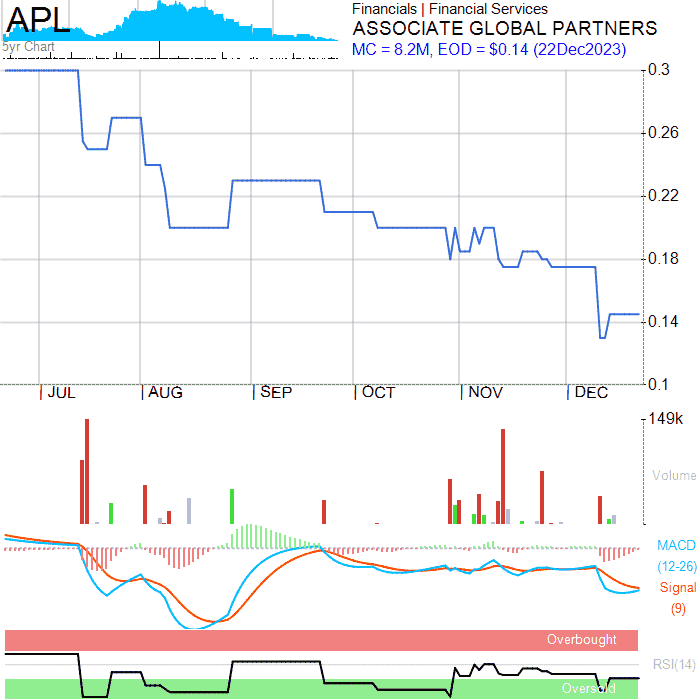 APL
5yr Chart
Financials | Financial Services
ASSOCIATE GLOBAL PARTNERS
MC = 8.2M, EOD = $0.14 (22Dec2023)
0.3
0.26
0.22
0.18
0.14
0.1
JUL AUG SEP OCT NOV DEC
149k
Volume
MACD
(12-26)
Signal
(9)
Overbought
RSI(14)
Oversold